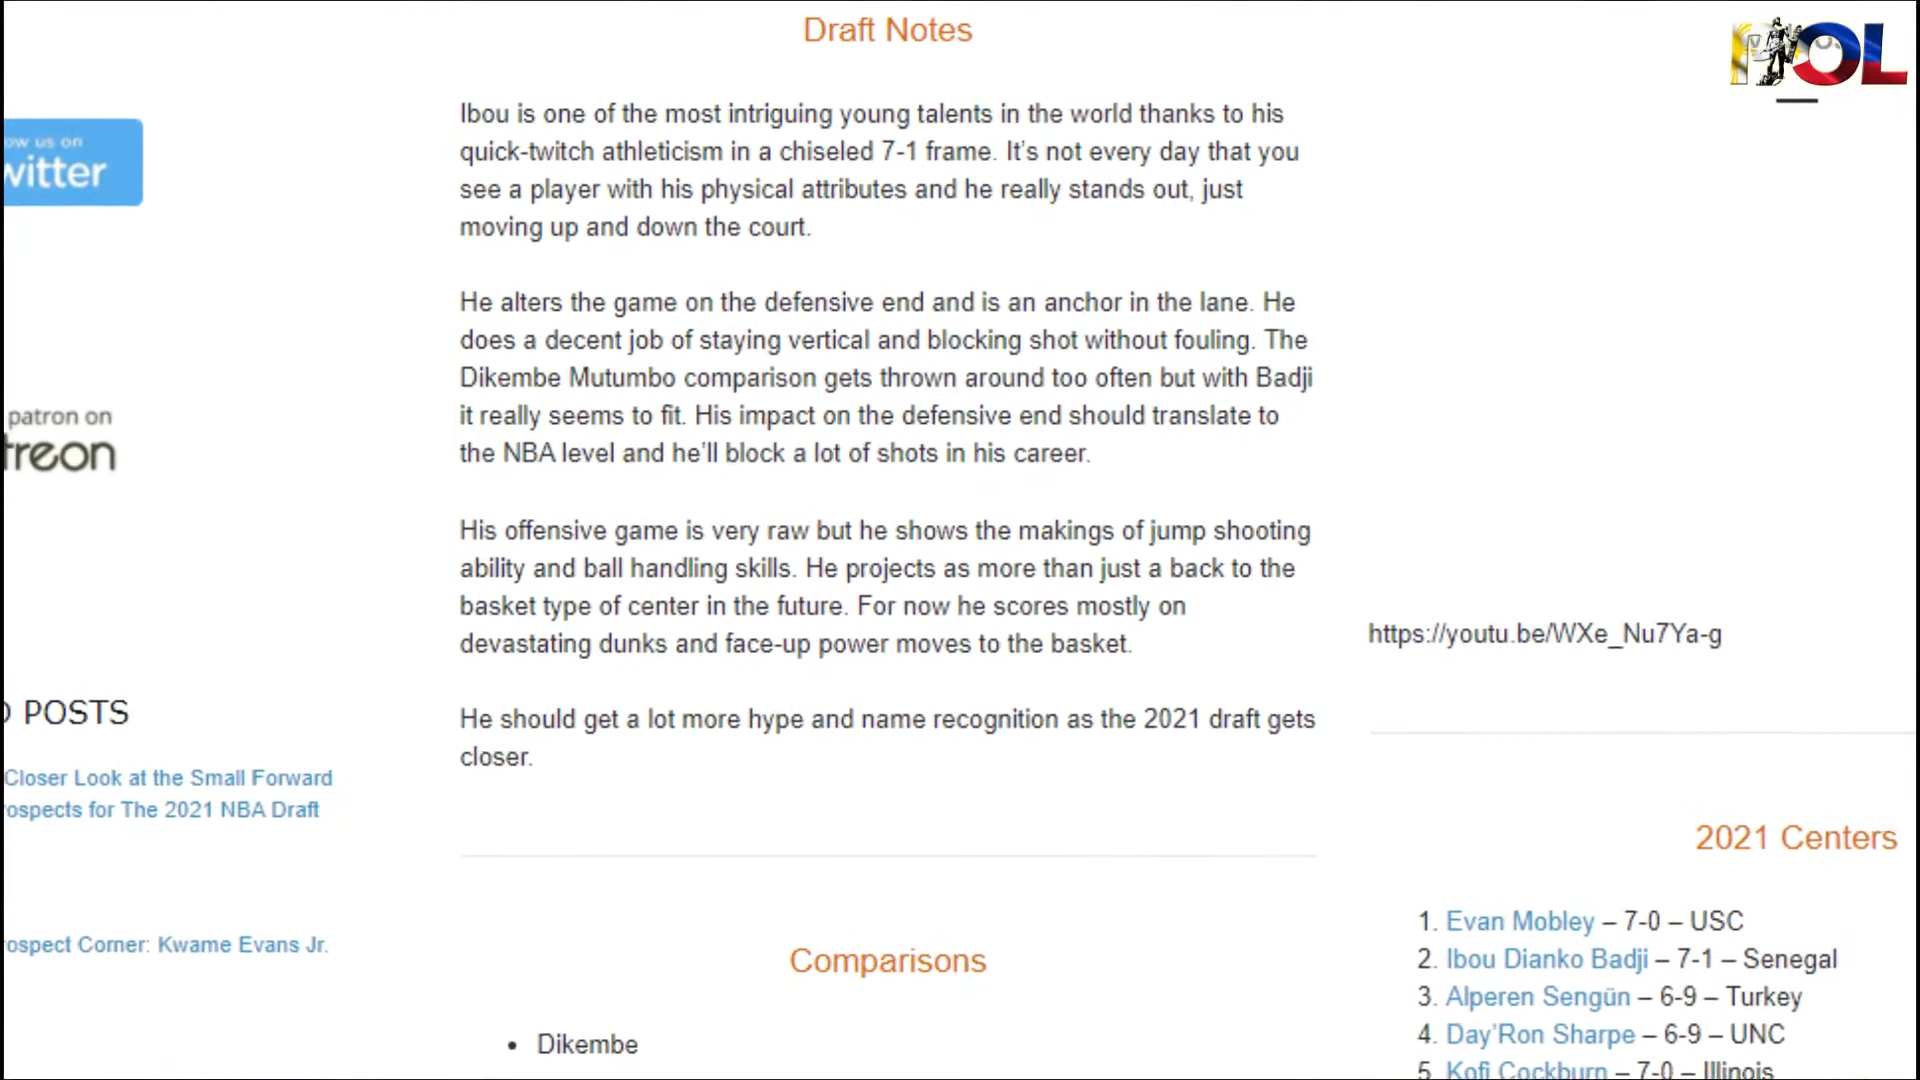 Draft Notes
Ibou is one of the most intriguing young talents in the world thanks to his
quick-twitch athleticism in a chiseled 7-1 frame. It's not every day that you
see a player with his physical attributes and he really stands out, just
moving up and down the court.
He alters the game on the defensive end and is an anchor in the lane. He
does a decent job of staying vertical and blocking shot without fouling. The
Dikembe Mutumbo comparison gets thrown around too often but with Badji
it really seems to fit. His impact on the defensive end should translate to
the NBA level and he'll block a lot of shots in his career.
His offensive game is very raw but he shows the makings of jump shooting
ability and ball handling skills. He projects as more than just a back to the
basket type of center in the future. For now he scores mostly on
devastating dunks and face-up power moves to the basket.
He should get a lot more hype and name recognition as the 2021 draft gets
closer.
Comparisons
• Dikembe
ow us on
witter
patron on
treon
POSTS
Closer Look at the Small Forward
ospects for The 2021 NBA Draft
ospect Corner: Kwame Evans Jr.
OL
https://youtu.be/WXe_Nu7Ya-g
2021 Centers
1. Evan Mobley – 7-0 – USC
2. Ibou Dianko Badji – 7-1 – Senegal
3. Alperen Sengün – 6-9 – Turkey
4. Day'Ron Sharpe – 6-9 – UNC
5. Kofi Cockburn – 7-0 – Illinois